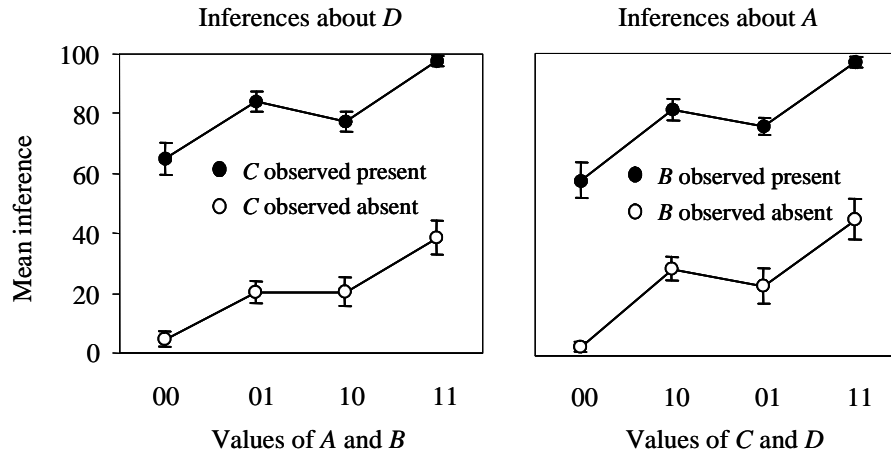 Inferences about D
Inferences about A
100
80
60
40
20
0
Mean inference
C observed present
C observed absent
B observed present
B observed absent
00 01 10 11
00 10 01 11
Values of A and B
Values of C and D